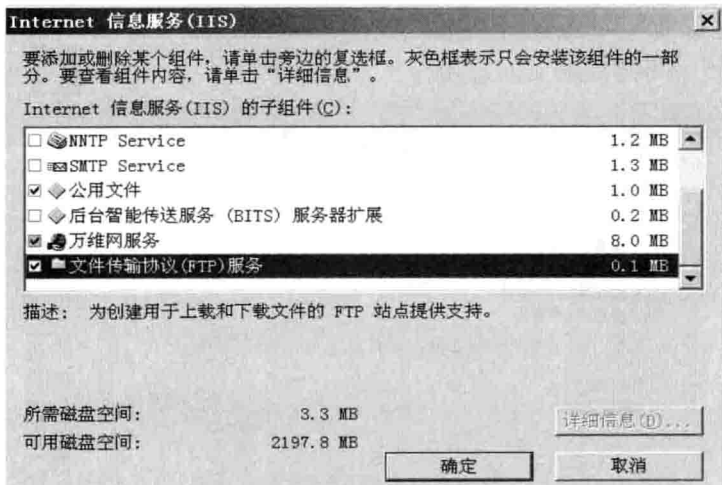 Internet 信息服务(IIS)
要添加或删除某个组件，请单击旁边的复选框。灰色框表示只会安装该组件的一部
分。要查看组件内容，请单击“详细信息”。
Internet 信息服务(IIS) 的子组件(C):
NNTP Service 1.2 MB
SMTP Service 1.3 MB
公用文件 1.0 MB
后台智能传送服务 (BITS) 服务器扩展 0.2 MB
万维网服务 8.0 MB
文件传输协议(FTP)服务 0.1 MB
描述: 为创建用于上载和下载文件的 FTP 站点提供支持。
所需磁盘空间: 3.3 MB
详细信息(D)...
可用磁盘空间: 2197.8 MB
确定 取消